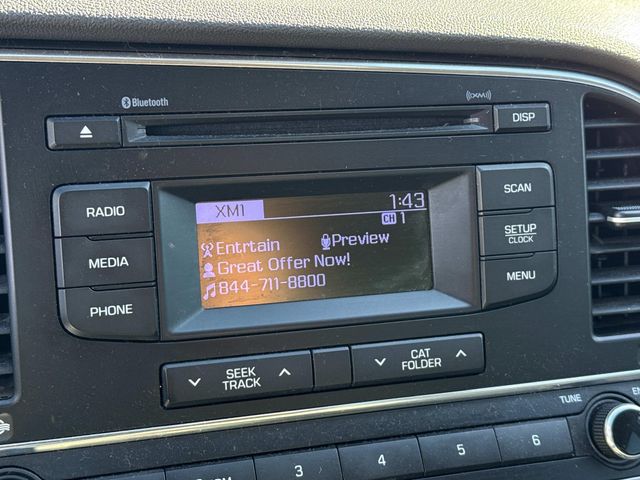 Bluetooth
((XM))
DISP
RADIO
MEDIA
PHONE
XM1
1:43
CH 1
Entrtain Preview
Great Offer Now!
844-711-8800
SCAN
SETUP
CLOCK
MENU
SEEK
TRACK
CAT
FOLDER
TUNE
3
4
5
6